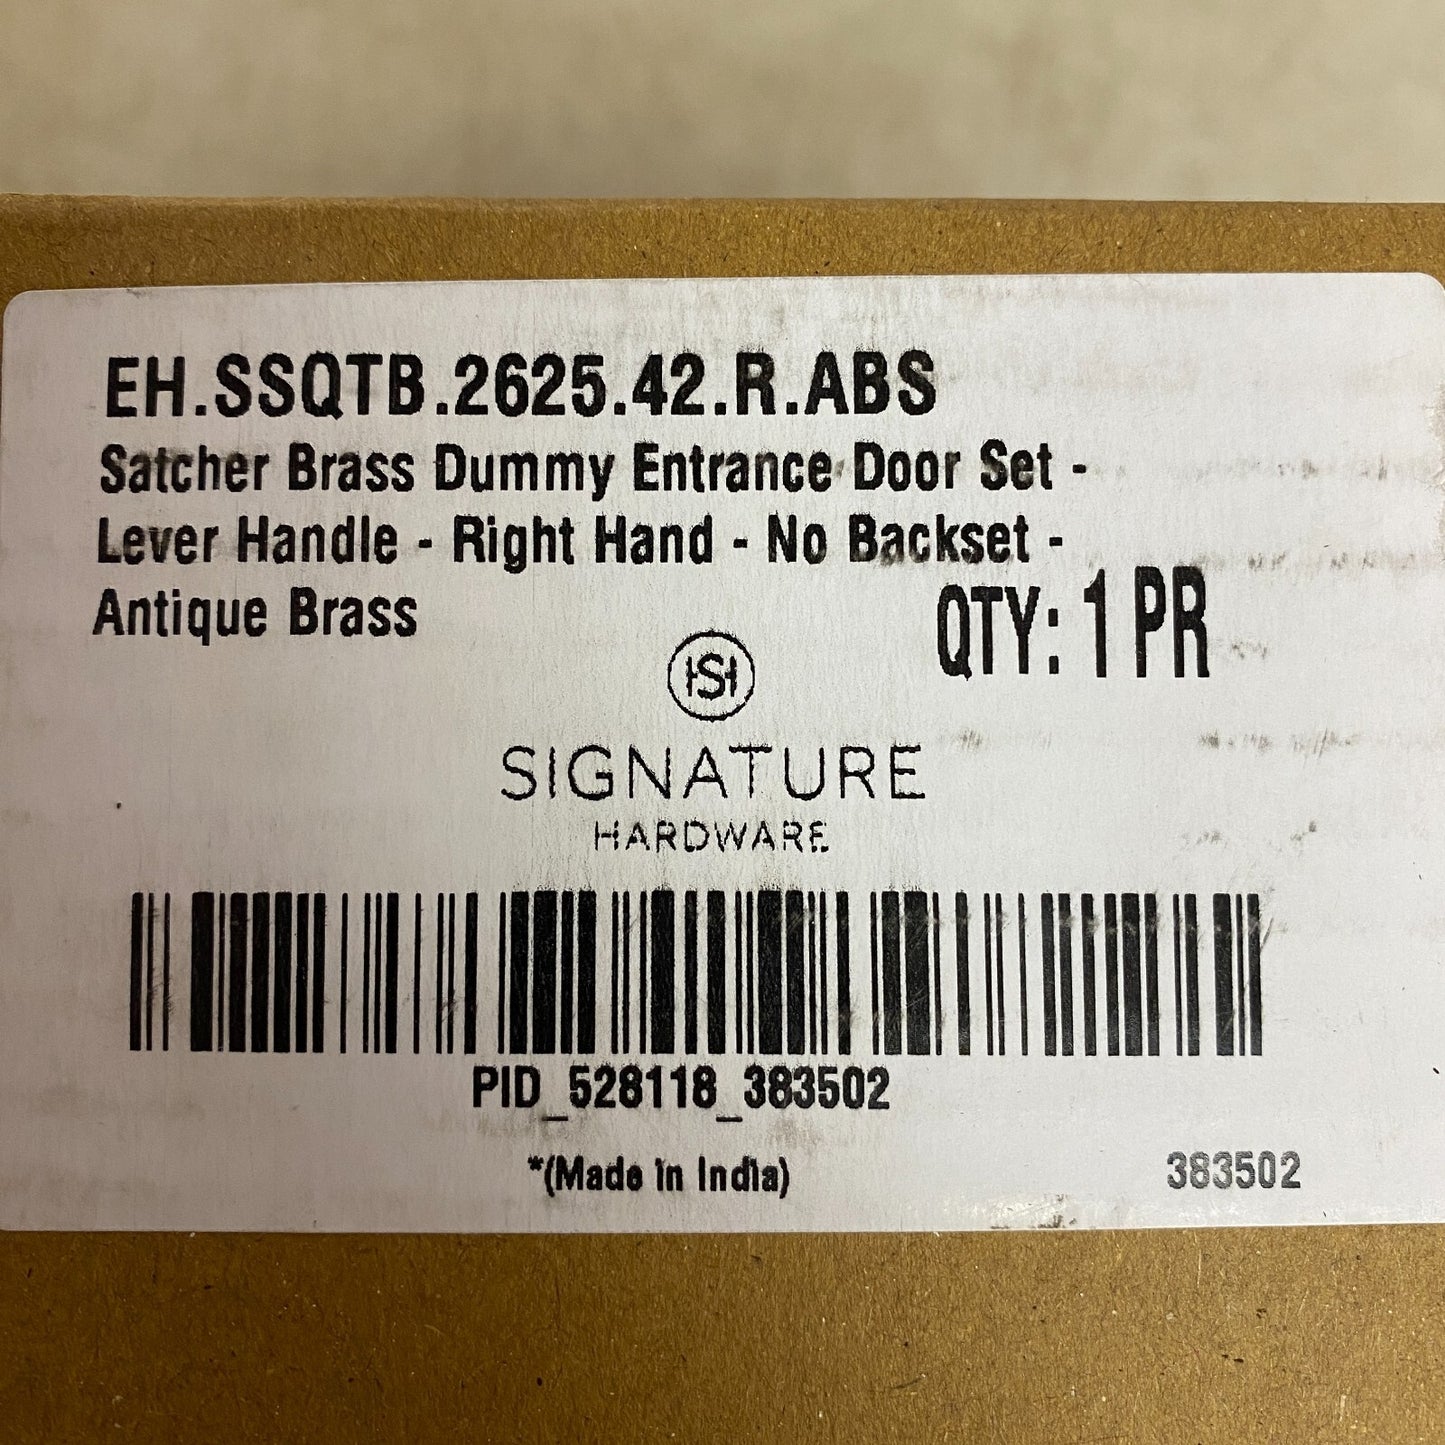 EH.SSQTB.2625.42.R.ABS
Satcher Brass Dummy Entrance Door Set -
Lever Handle - Right Hand - No Backset -
Antique Brass
QTY: 1 PR
HSH
SIGNATURE
HARDWARE
PID_528118_383502
*(Made in India)
383502